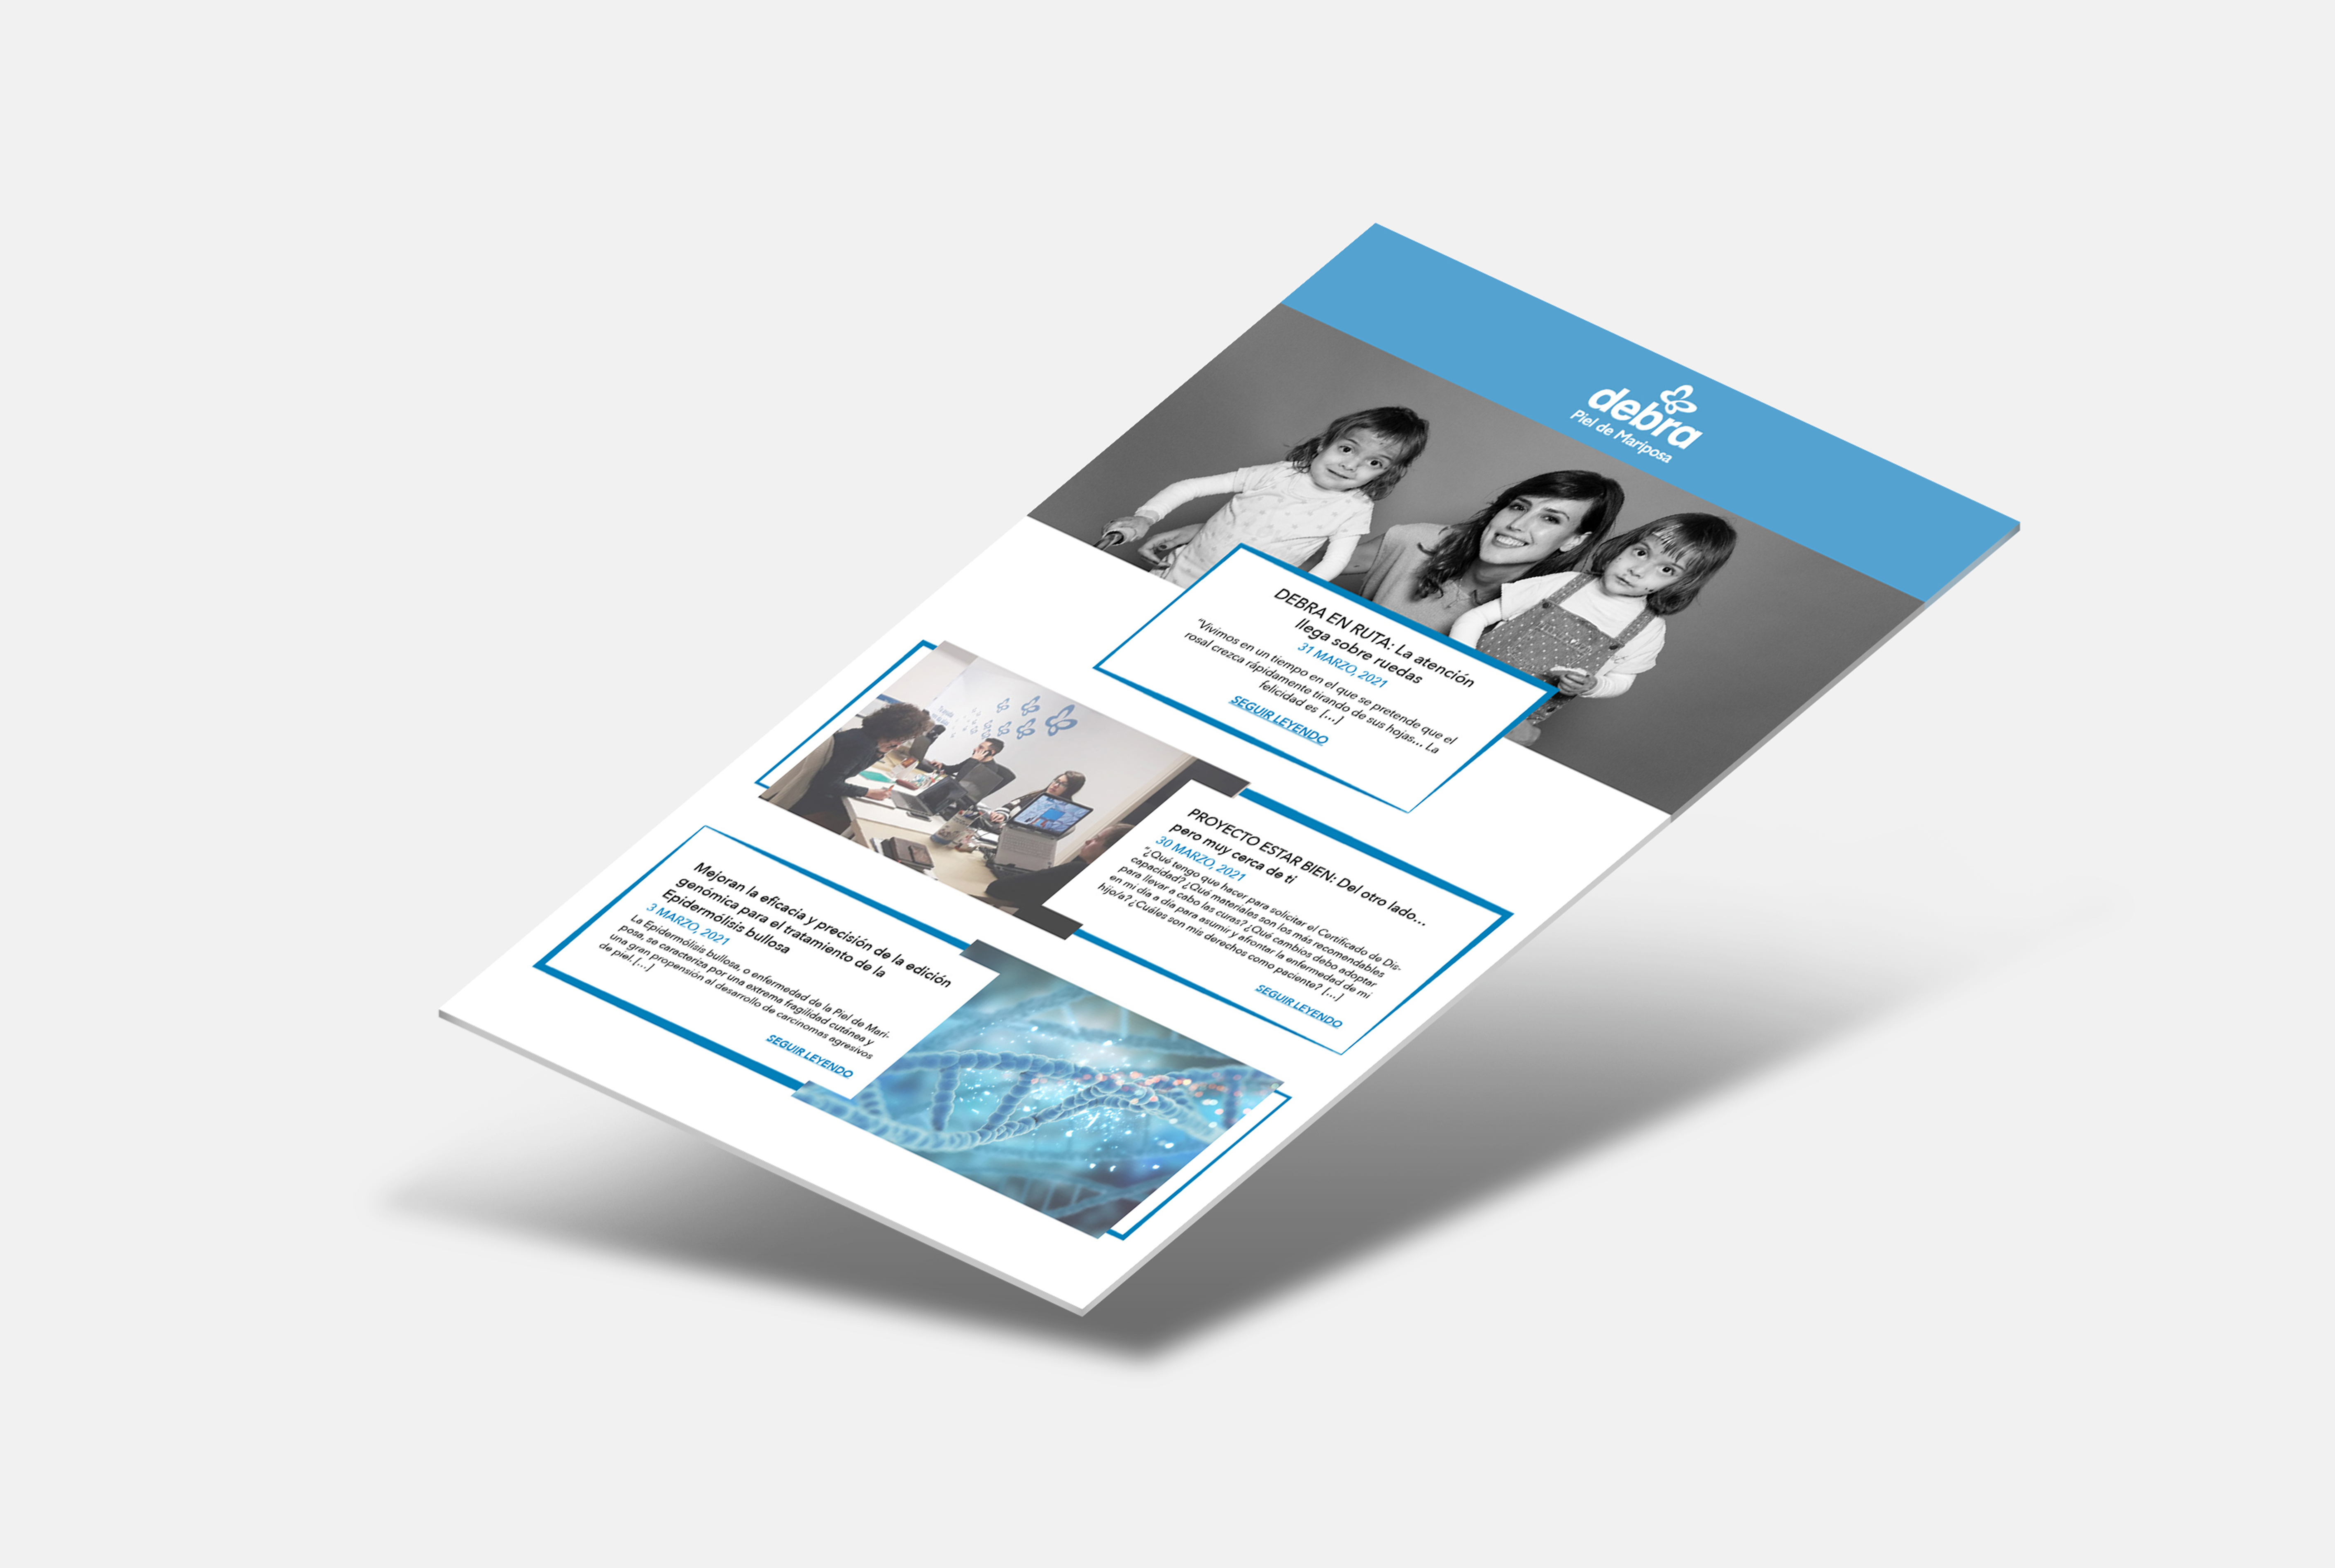 debra
Piel de Mariposa
DEBRA EN RUTA: La atención
llega sobre ruedas
31 MARZO, 2021
"Vivimos en un tiempo en el que se pretende que el
rosal crezca rápidamente tirando de sus hojas... La
felicidad es [...]
SEGUIR LEYENDO
PROYECTO ESTAR BIEN: Del otro lado...
pero muy cerca de ti
30 MARZO, 2021
"¿Qué tengo que hacer para solicitar el Certificado de Dis-
capacidad? ¿Qué materiales son los más recomendables
para llevar a cabo las curas? ¿Qué cambios debo adoptar
en mi día a día para asumir y afrontar la enfermedad de mi
hijo/a? ¿Cuáles son mis derechos como paciente? [...]
SEGUIR LEYENDO
Mejoran la eficacia y precisión de la edición
genómica para el tratamiento de la
Epidermólisis bullosa
3 MARZO, 2021
La Epidermólisis bullosa, o enfermedad de la Piel de Mari-
posa, se caracteriza por una extrema fragilidad cutánea y
una gran propensión al desarrollo de carcinomas agresivos
de piel. [...]
SEGUIR LEYENDO